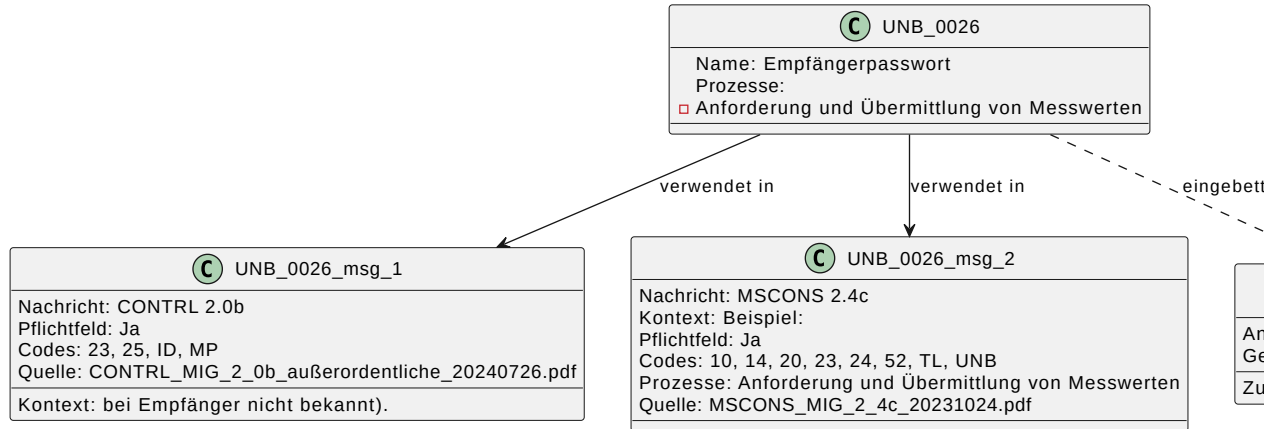 C UNB_0026
Name: Empfängerpasswort
Prozesse:
Anforderung und Übermittlung von Messwerten
verwendet in
verwendet in
eingebett
C UNB_0026_msg_1
Nachricht: CONTRL 2.0b
Pflichtfeld: Ja
Codes: 23, 25, ID, MP
Quelle: CONTRL_MIG_2_0b_außerordentliche_20240726.pdf
Kontext: bei Empfänger nicht bekannt).
C UNB_0026_msg_2
Nachricht: MSCONS 2.4c
Kontext: Beispiel:
Pflichtfeld: Ja
Codes: 10, 14, 20, 23, 24, 52, TL, UNB
Prozesse: Anforderung und Übermittlung von Messwerten
Quelle: MSCONS_MIG_2_4c_20231024.pdf
An
Ge
Zu